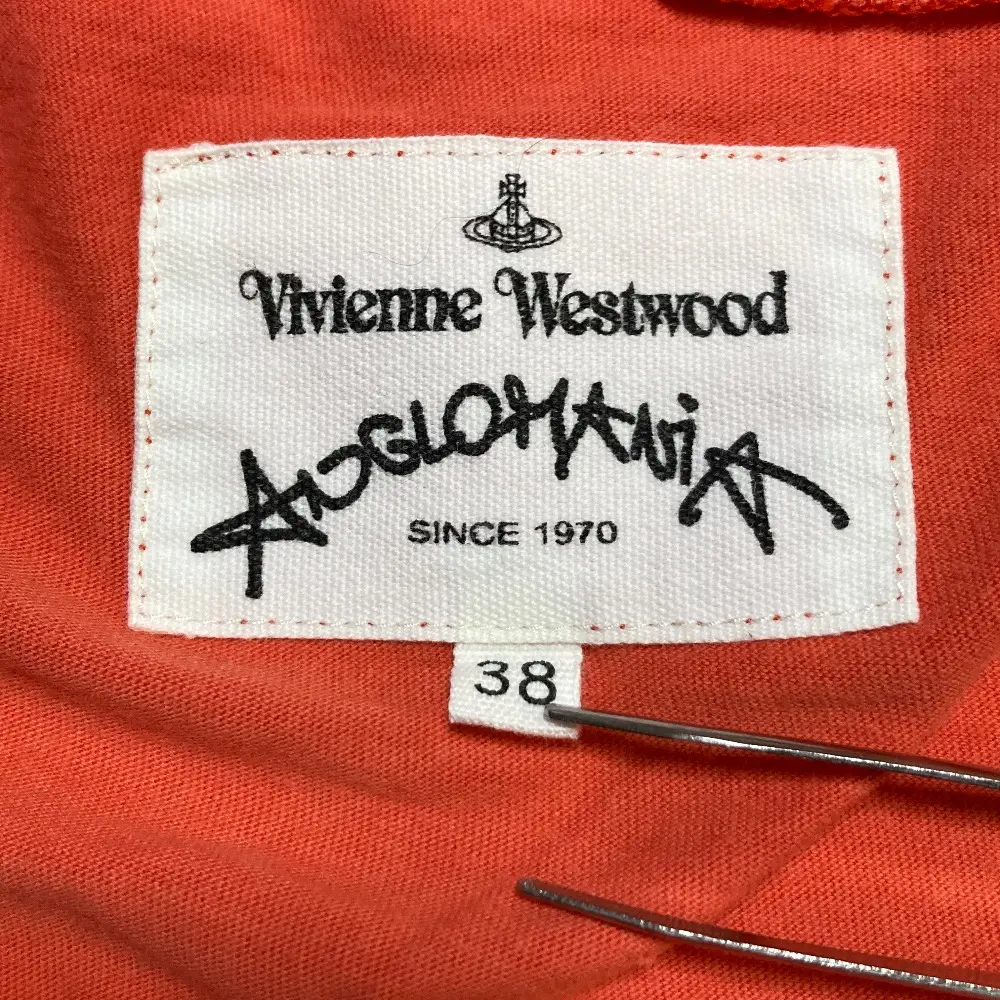 Vivienne Westwood
ANGLOMANiA
SINCE 1970
38